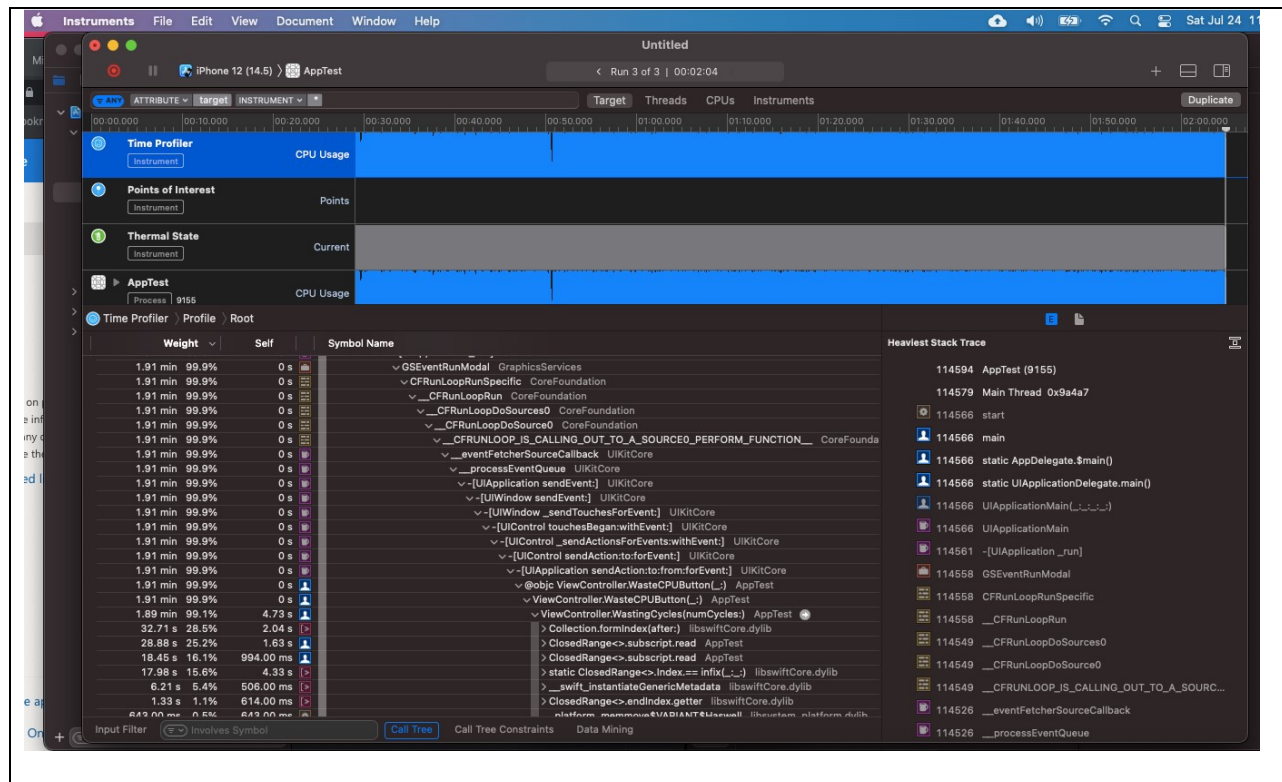 Instruments File Edit View Document Window Help Sat Jul 24
Untitled
iPhone 12 (14.5) 〉 AppTest
Run 3 of 3 | 00:02:04
ANY ATTRIBUTE target INSTRUMENT *
Target Threads CPUs Instruments Duplicate
00:00.000 00:10.000 00:20.000 00:30.000 00:40.000 00:50.000 01:00.000 01:10.000 01:20.000 01:30.000 01:40.000 01:50.000 02:00.000
Time Profiler
Instrument
CPU Usage
Points of Interest
Instrument
Points
Thermal State
Instrument
Current
AppTest
Process 9155
CPU Usage
Time Profiler 〉 Profile 〉 Root
Weight Self Symbol Name
1.91 min 99.9% 0 s GSEventRunModal GraphicsServices
1.91 min 99.9% 0 s CFRunLoopRunSpecific CoreFoundation
1.91 min 99.9% 0 s __CFRunLoopRun CoreFoundation
1.91 min 99.9% 0 s __CFRunLoopDoSources0 CoreFoundation
1.91 min 99.9% 0 s __CFRunLoopDoSource0 CoreFoundation
1.91 min 99.9% 0 s __CFRUNLOOP_IS_CALLING_OUT_TO_A_SOURCE0_PERFORM_FUNCTION__ CoreFounda
1.91 min 99.9% 0 s __eventFetcherSourceCallback UIKitCore
1.91 min 99.9% 0 s __processEventQueue UIKitCore
1.91 min 99.9% 0 s -[UIApplication sendEvent:] UIKitCore
1.91 min 99.9% 0 s -[UIWindow sendEvent:] UIKitCore
1.91 min 99.9% 0 s -[UIWindow _sendTouchesForEvent:] UIKitCore
1.91 min 99.9% 0 s -[UIControl touchesBegan:withEvent:] UIKitCore
1.91 min 99.9% 0 s -[UIControl _sendActionsForEvents:withEvent:] UIKitCore
1.91 min 99.9% 0 s -[UIControl sendAction:to:forEvent:] UIKitCore
1.91 min 99.9% 0 s -[UIApplication sendAction:to:from:forEvent:] UIKitCore
1.91 min 99.9% 0 s @objc ViewController.WasteCPUButton(_:) AppTest
1.91 min 99.9% 0 s ViewController.WasteCPUButton(_:) AppTest
1.89 min 99.1% 4.73 s ViewController.WastingCycles(numCycles:) AppTest
32.71 s 28.5% 2.04 s Collection.formIndex(after:) libswiftCore.dylib
28.88 s 25.2% 1.63 s ClosedRange<>.subscript.read AppTest
18.45 s 16.1% 994.00 ms ClosedRange<>.subscript.read AppTest
17.98 s 15.6% 4.33 s static ClosedRange<>.Index.== infix(_:_:) libswiftCore.dylib
6.21 s 5.4% 506.00 ms __swift_instantiateGenericMetadata libswiftCore.dylib
1.33 s 1.1% 614.00 ms ClosedRange<>.endIndex.getter libswiftCore.dylib
643.00 ms 0.5% 643.00 ms _platform_memmove$VARIANT$Haswell libsystem_platform.dylib
Input Filter Involves Symbol Call Tree Call Tree Constraints Data Mining
Heaviest Stack Trace
114594 AppTest (9155)
114579 Main Thread 0x9a4a7
114566 start
114566 main
114566 static AppDelegate.$main()
114566 static UIApplicationDelegate.main()
114566 UIApplicationMain(_:_:_:_:)
114566 UIApplicationMain
114561 -[UIApplication _run]
114558 GSEventRunModal
114558 CFRunLoopRunSpecific
114558 __CFRunLoopRun
114549 __CFRunLoopDoSources0
114549 __CFRunLoopDoSource0
114549 __CFRUNLOOP_IS_CALLING_OUT_TO_A_SOURC...
114526 __eventFetcherSourceCallback
114526 __processEventQueue